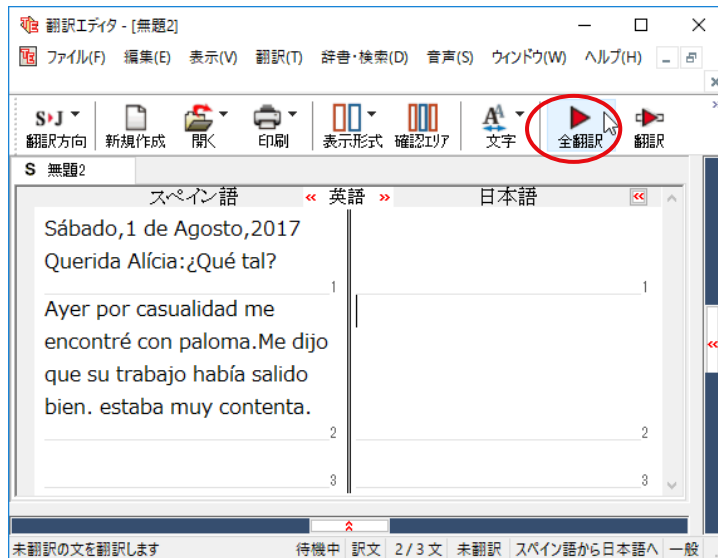 翻訳エディタ - [無題2]
ファイル(F) 編集(E) 表示(V) 翻訳(T) 辞書・検索(D) 音声(S) ウィンドウ(W) ヘルプ(H)
S▸J
翻訳方向 新規作成 開く 印刷 表示形式 確認エリア 文字 全翻訳 翻訳
S 無題2
スペイン語 « 英語 » 日本語 «
Sábado,1 de Agosto,2017
Querida Alícia:¿Qué tal?
1 1
Ayer por casualidad me
encontré con paloma.Me dijo
que su trabajo había salido
bien. estaba muy contenta.
2 2
3 3
未翻訳の文を翻訳します 待機中 訳文 2/3文 未翻訳 スペイン語から日本語へ 一般